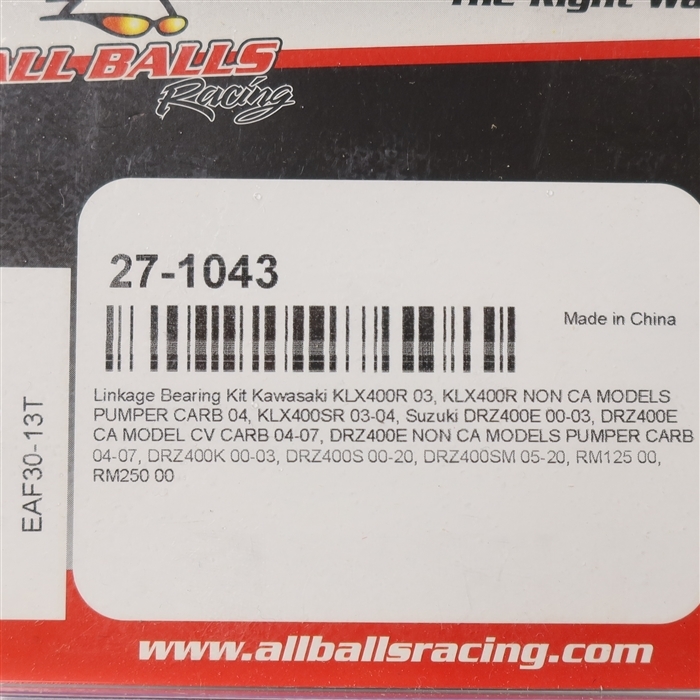 The Right Wa
ALL BALLS
Racing
27-1043
Made in China
Linkage Bearing Kit Kawasaki KLX400R 03, KLX400R NON CA MODELS
PUMPER CARB 04, KLX400SR 03-04, Suzuki DRZ400E 00-03, DRZ400E
CA MODEL CV CARB 04-07, DRZ400E NON CA MODELS PUMPER CARB
04-07, DRZ400K 00-03, DRZ400S 00-20, DRZ400SM 05-20, RM125 00,
RM250 00
EAF30-13T
www.allballsracing.com